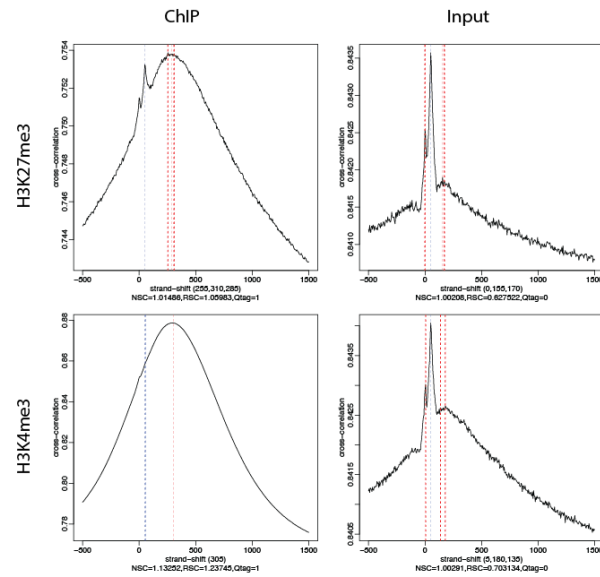 ChIP
Input
H3K27me3
cross-correlation
0.754
0.752
0.750
0.748
0.746
0.744
-500
0
500
1000
1500
strand-shift (255,310,285)
NSC=1.01486,RSC=1.05983,Qtag=1
cross-correlation
0.8435
0.8430
0.8425
0.8420
0.8415
0.8410
-500
0
500
1000
1500
strand-shift (0,155,170)
NSC=1.00208,RSC=0.627522,Qtag=0
H3K4me3
cross-correlation
0.88
0.86
0.84
0.82
0.80
0.78
-500
0
500
1000
1500
strand-shift (305)
NSC=1.13252,RSC=1.23745,Qtag=1
cross-correlation
0.8435
0.8425
0.8415
0.8405
-500
0
500
1000
1500
strand-shift (5,180,135)
NSC=1.00291,RSC=0.703134,Qtag=0